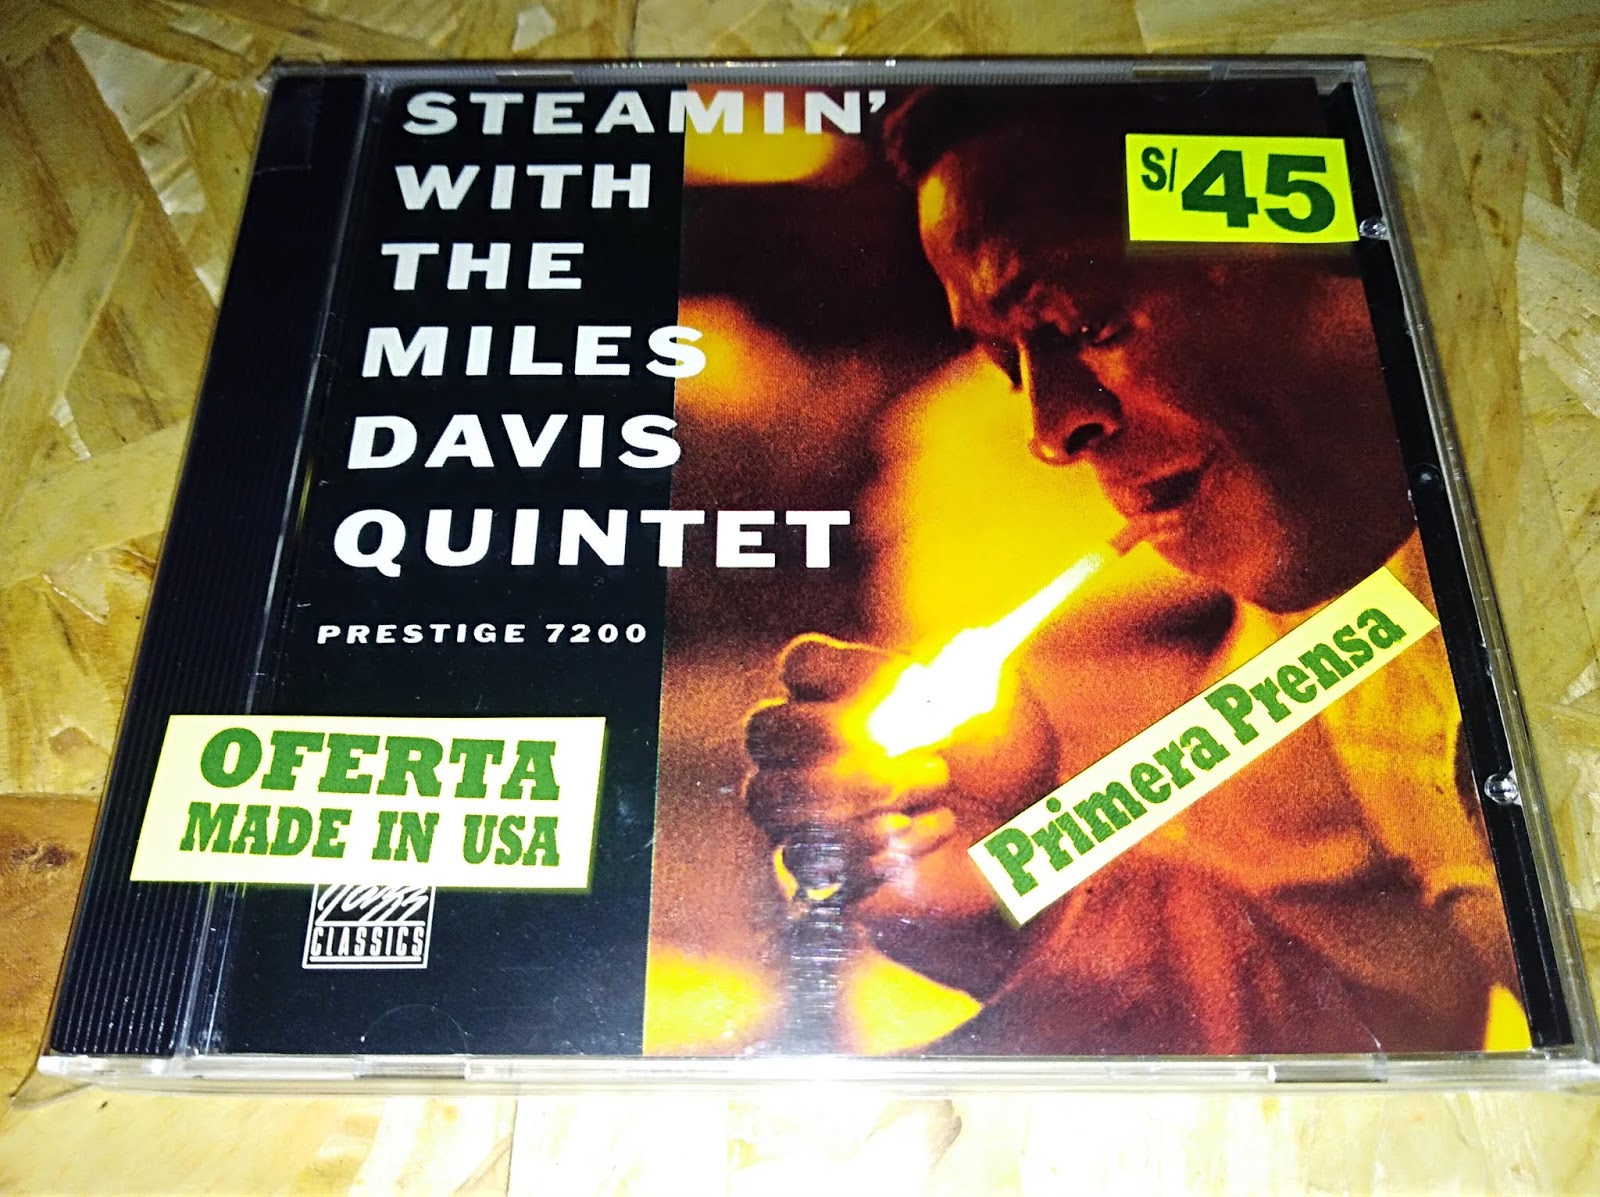 STEAMIN'
WITH
THE
MILES
DAVIS
QUINTET
PRESTIGE 7200
S/45
Primera Prensa
OFERTA
MADE IN USA
Jazz
CLASSICS